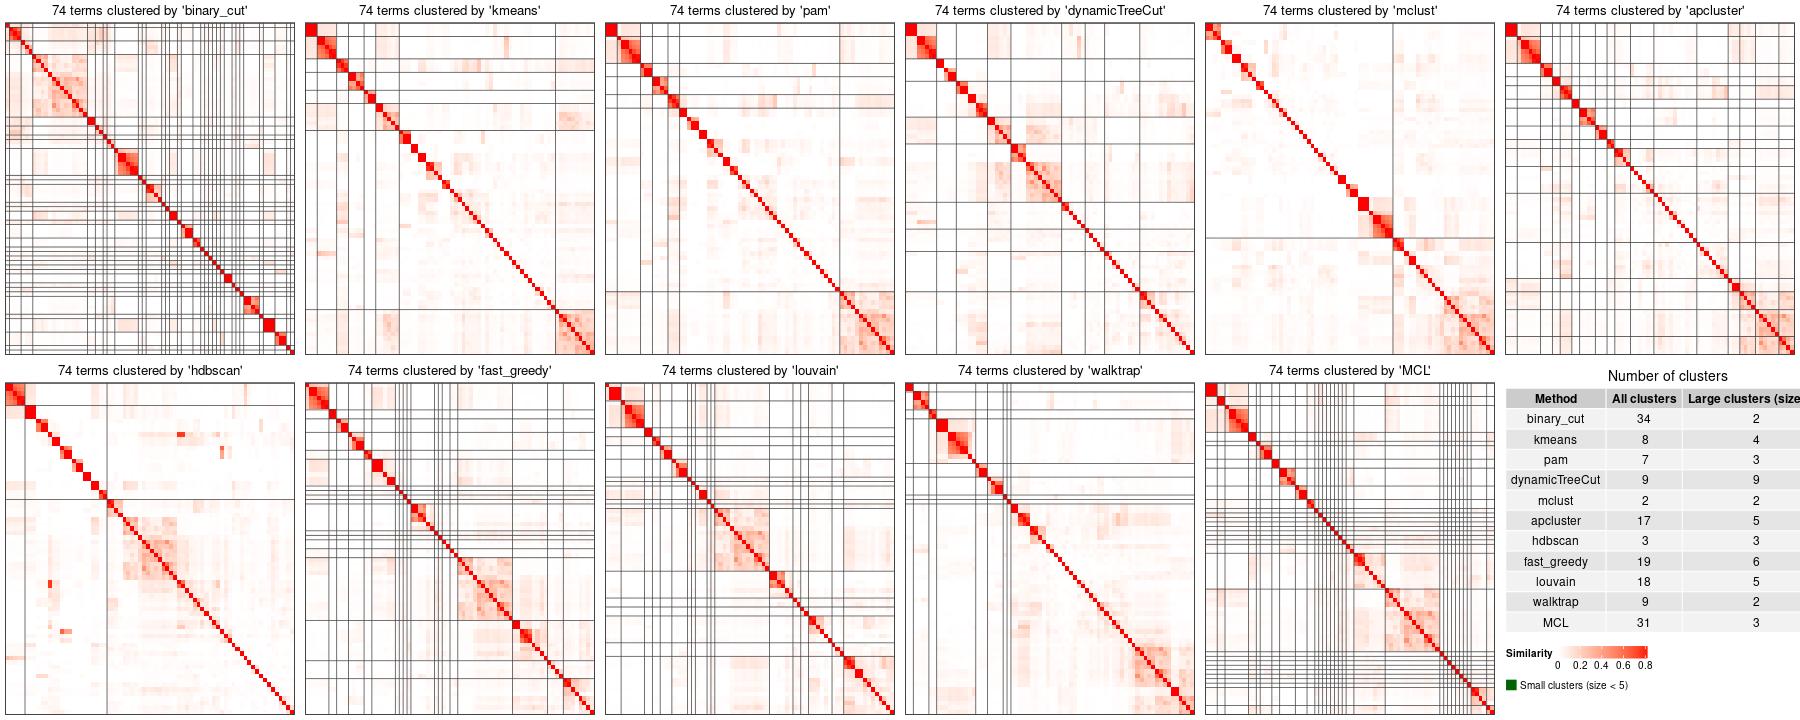 74 terms clustered by 'binary_cut'
74 terms clustered by 'kmeans'
74 terms clustered by 'pam'
74 terms clustered by 'dynamicTreeCut'
74 terms clustered by 'mclust'
74 terms clustered by 'apcluster'
74 terms clustered by 'hdbscan'
74 terms clustered by 'fast_greedy'
74 terms clustered by 'louvain'
74 terms clustered by 'walktrap'
74 terms clustered by 'MCL'
Number of clusters
Method All clusters Large clusters (size
binary_cut 34 2
kmeans 8 4
pam 7 3
dynamicTreeCut 9 9
mclust 2 2
apcluster 17 5
hdbscan 3 3
fast_greedy 19 6
louvain 18 5
walktrap 9 2
MCL 31 3
Similarity
0 0.2 0.4 0.6 0.8
Small clusters (size < 5)